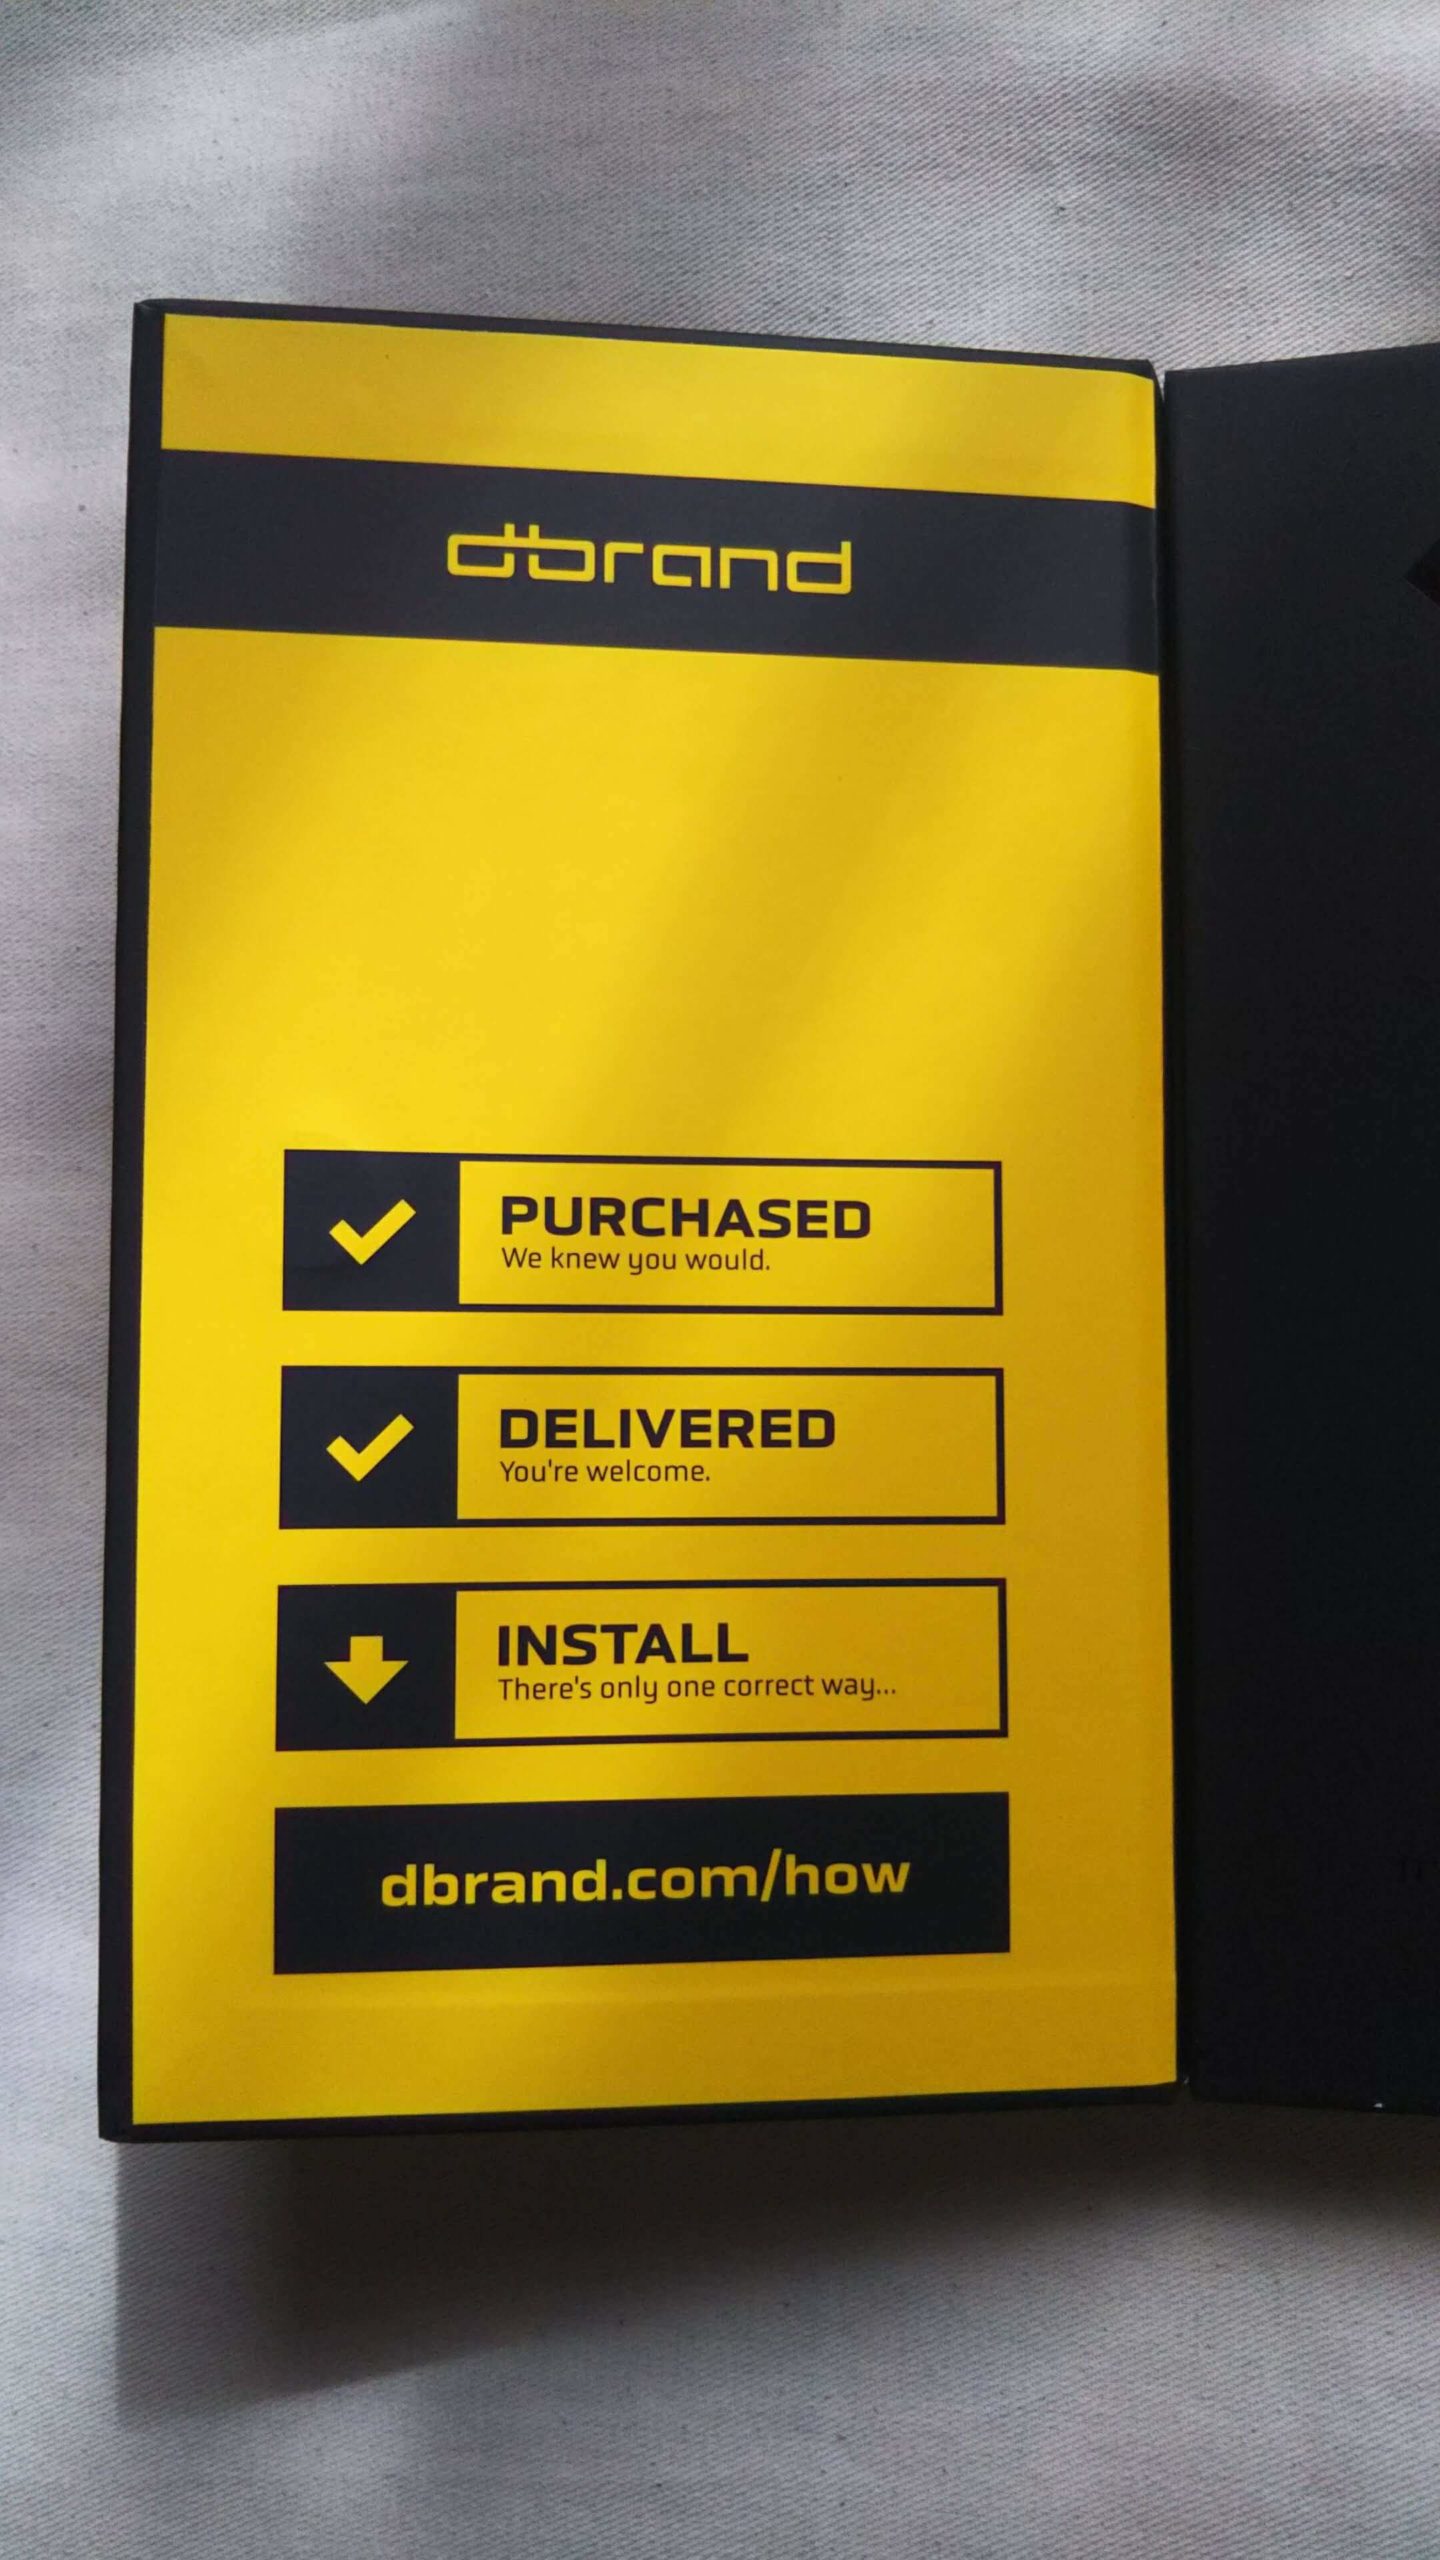 dbrand
PURCHASED
We knew you would.
DELIVERED
You're welcome.
INSTALL
There's only one correct way...
dbrand.com/how